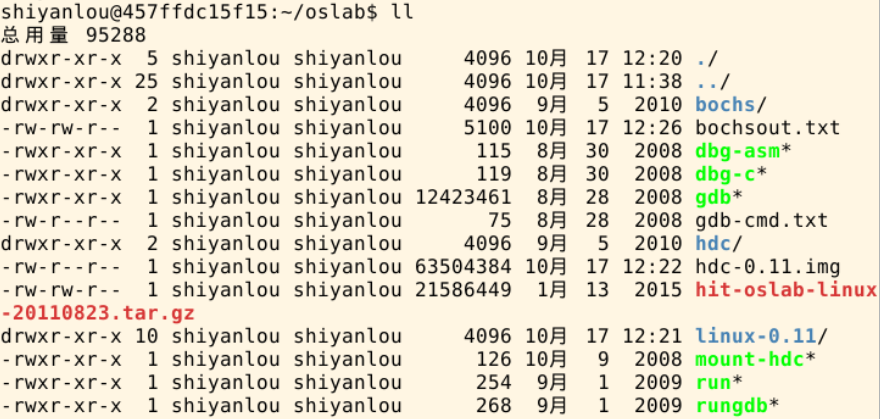 shiyanlou@457ffdc15f15:~/oslab$ ll
总用量 95288
drwxr-xr-x  5 shiyanlou shiyanlou     4096 10月 17 12:20 ./
drwxr-xr-x 25 shiyanlou shiyanlou     4096 10月 17 11:38 ../
drwxr-xr-x  2 shiyanlou shiyanlou     4096  9月  5  2010 bochs/
-rw-rw-r--  1 shiyanlou shiyanlou     5100 10月 17 12:26 bochsout.txt
-rwxr-xr-x  1 shiyanlou shiyanlou      115  8月 30  2008 dbg-asm*
-rwxr-xr-x  1 shiyanlou shiyanlou      119  8月 30  2008 dbg-c*
-rwxr-xr-x  1 shiyanlou shiyanlou 12423461  8月 28  2008 gdb*
-rw-r--r--  1 shiyanlou shiyanlou       75  8月 28  2008 gdb-cmd.txt
drwxr-xr-x  2 shiyanlou shiyanlou     4096  9月  5  2010 hdc/
-rw-r--r--  1 shiyanlou shiyanlou 63504384 10月 17 12:22 hdc-0.11.img
-rw-rw-r--  1 shiyanlou shiyanlou 21586449  1月 13  2015 hit-oslab-linux
-20110823.tar.gz
drwxr-xr-x 10 shiyanlou shiyanlou     4096 10月 17 12:21 linux-0.11/
-rwxr-xr-x  1 shiyanlou shiyanlou      126 10月  9  2008 mount-hdc*
-rwxr-xr-x  1 shiyanlou shiyanlou      254  9月  1  2009 run*
-rwxr-xr-x  1 shiyanlou shiyanlou      268  9月  1  2009 rungdb*